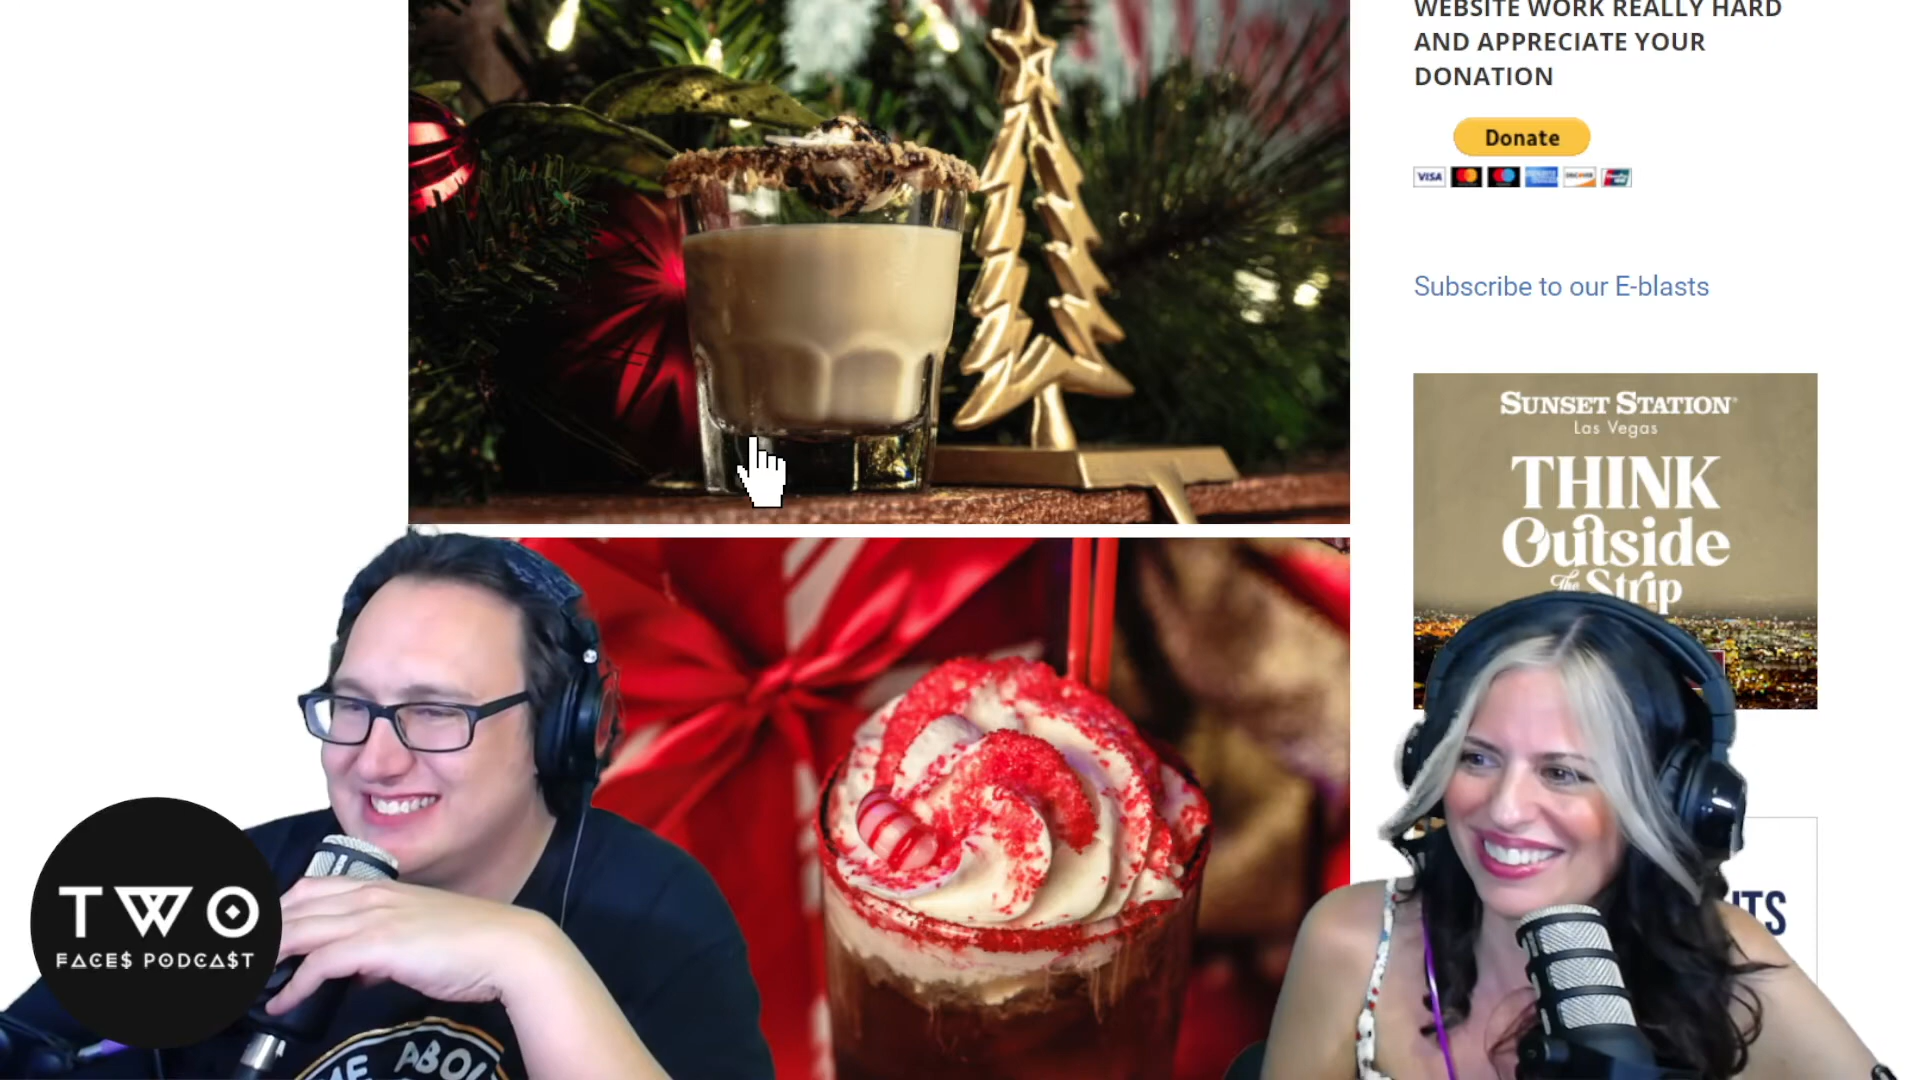 WEBSITE WORK REALLY HARD
AND APPRECIATE YOUR
DONATION
Donate
VISA
Subscribe to our E-blasts
SUNSET STATION
Las Vegas
THINK
Outside
The Strip
TWO
FACE$ PODCA$T